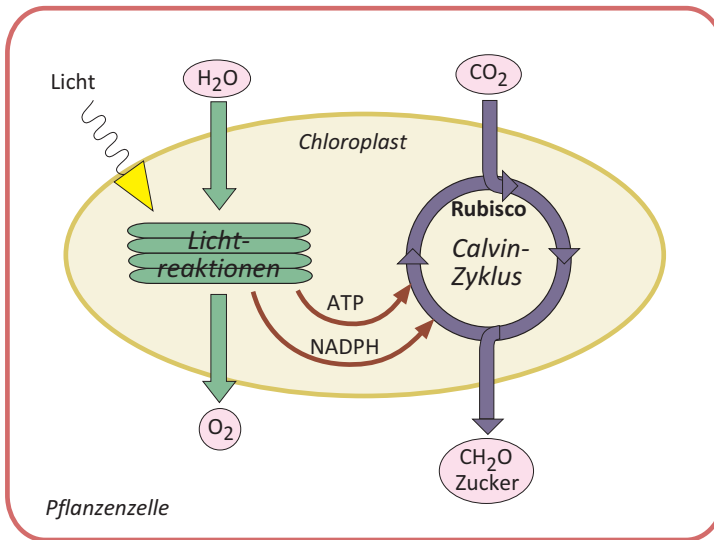 Licht
H₂O
CO₂
Chloroplast
Licht-
reaktionen
Rubisco
Calvin-
Zyklus
ATP
NADPH
O₂
CH₂O
Zucker
Pflanzenzelle